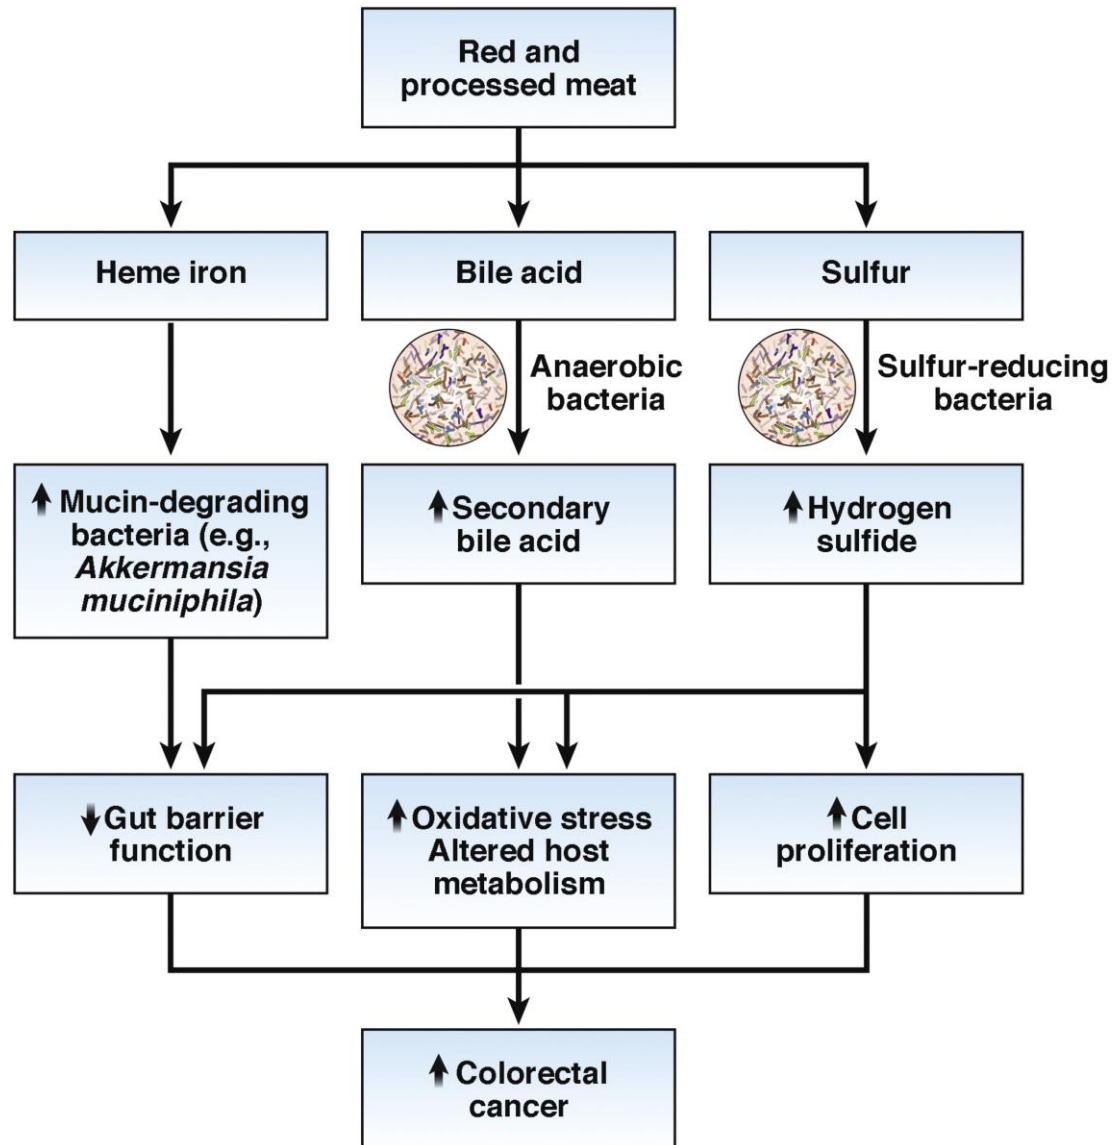 Red and
processed meat
Heme iron
Bile acid
Sulfur
Anaerobic
bacteria
Sulfur-reducing
bacteria
Mucin-degrading
bacteria (e.g.,
Akkermansia
muciniphila)
Secondary
bile acid
Hydrogen
sulfide
Gut barrier
function
Oxidative stress
Altered host
metabolism
Cell
proliferation
Colorectal
cancer